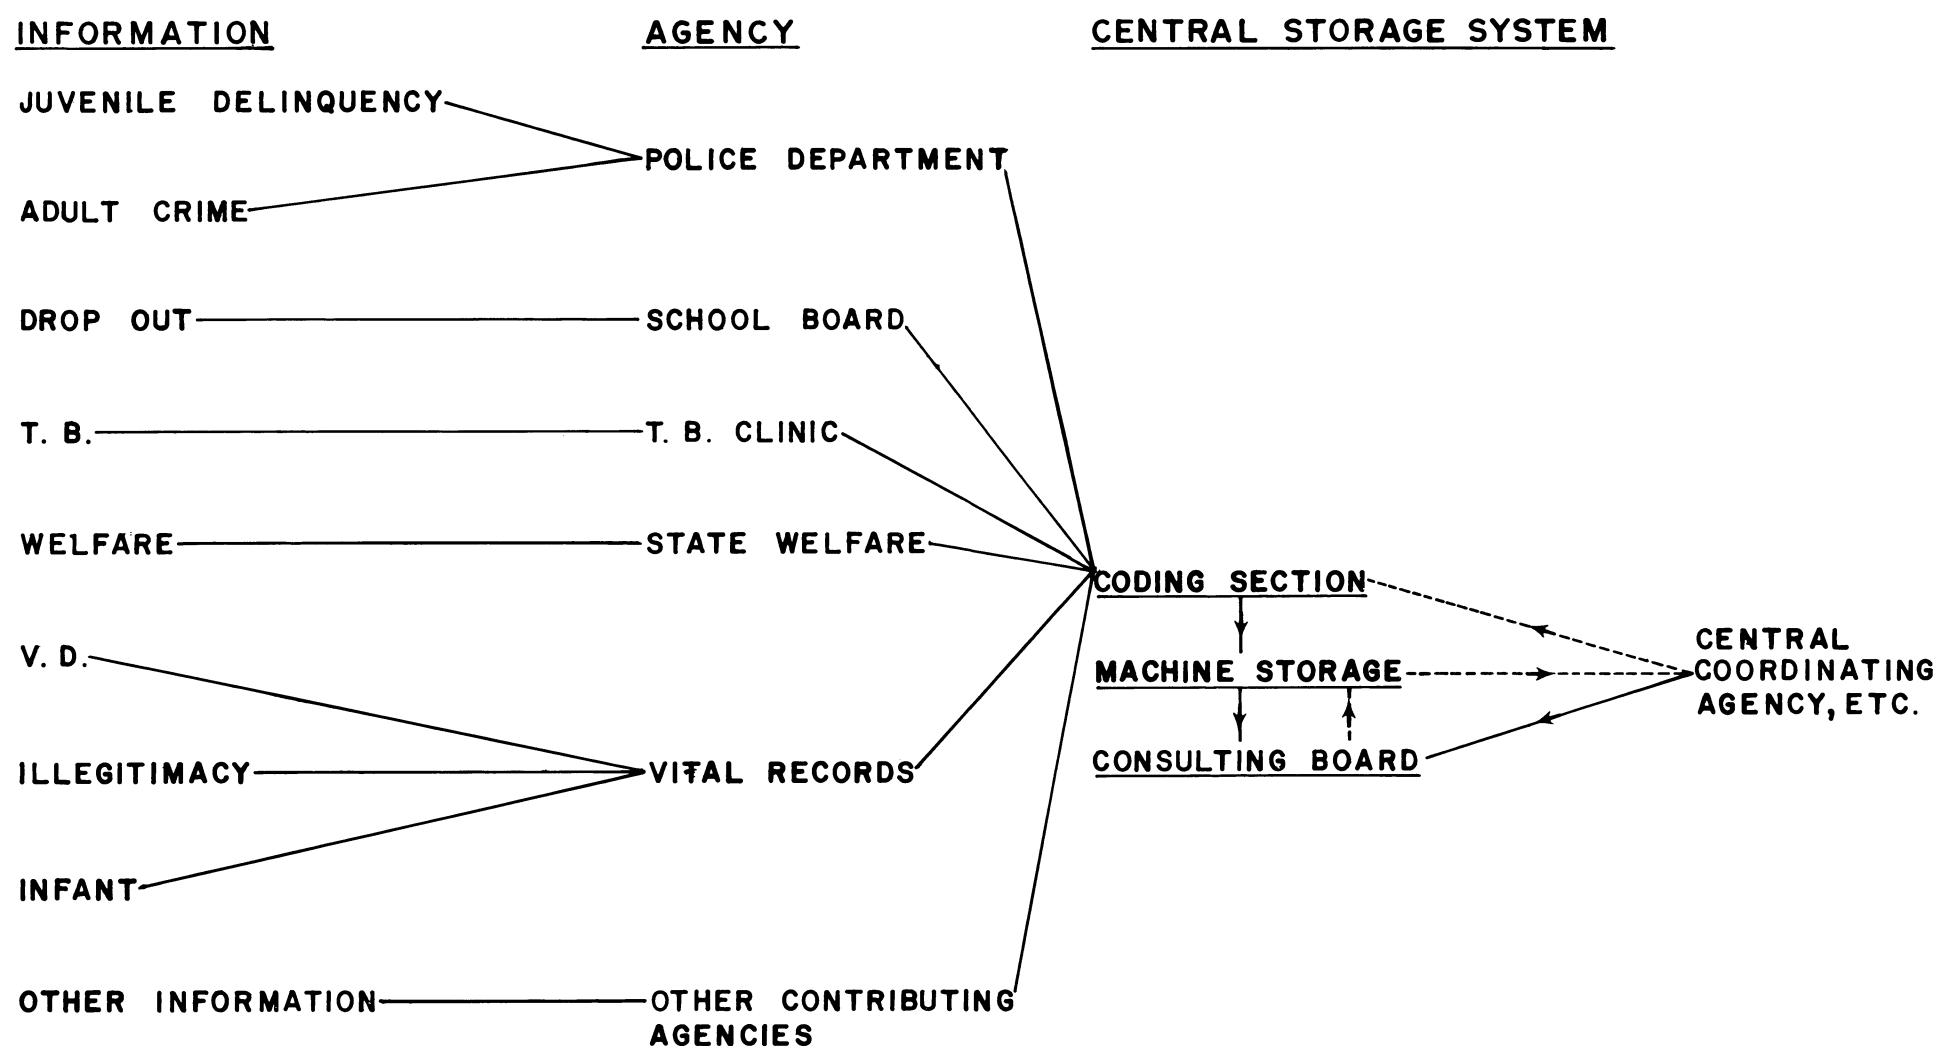 INFORMATION
AGENCY
CENTRAL STORAGE SYSTEM
JUVENILE DELINQUENCY
POLICE DEPARTMENT
ADULT CRIME
DROP OUT
SCHOOL BOARD
T. B.
T. B. CLINIC
WELFARE
STATE WELFARE
CODING SECTION
V. D.
MACHINE STORAGE
CENTRAL
COORDINATING
AGENCY, ETC.
CONSULTING BOARD
ILLEGITIMACY
VITAL RECORDS
INFANT
OTHER INFORMATION
OTHER CONTRIBUTING
AGENCIES